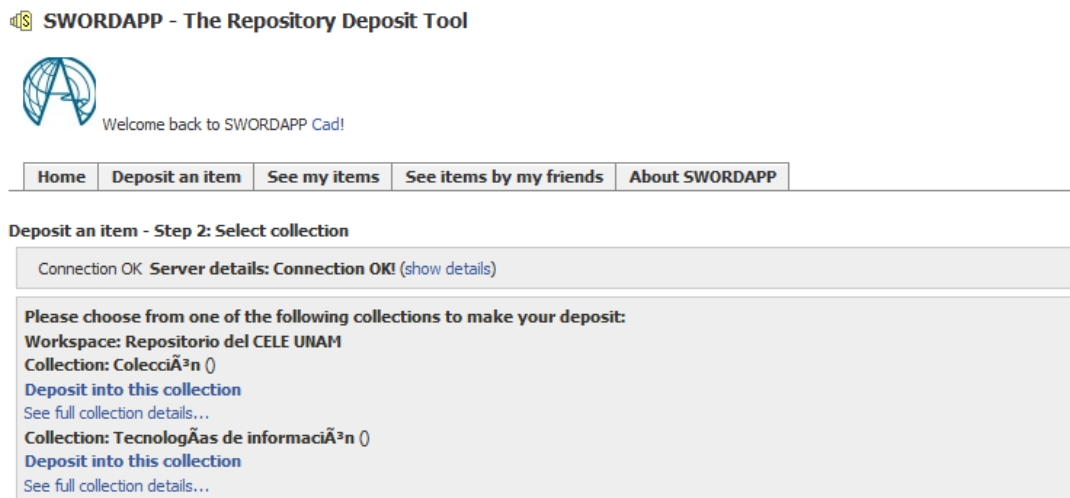 SWORDAPP - The Repository Deposit Tool
Welcome back to SWORDAPP Cad!
Home Deposit an item See my items See items by my friends About SWORDAPP
Deposit an item - Step 2: Select collection
Connection OK Server details: Connection OK! (show details)
Please choose from one of the following collections to make your deposit:
Workspace: Repositorio del CELE UNAM
Collection: ColecciÃ³n ()
Deposit into this collection
See full collection details...
Collection: TecnologÃas de informaciÃ³n ()
Deposit into this collection
See full collection details...